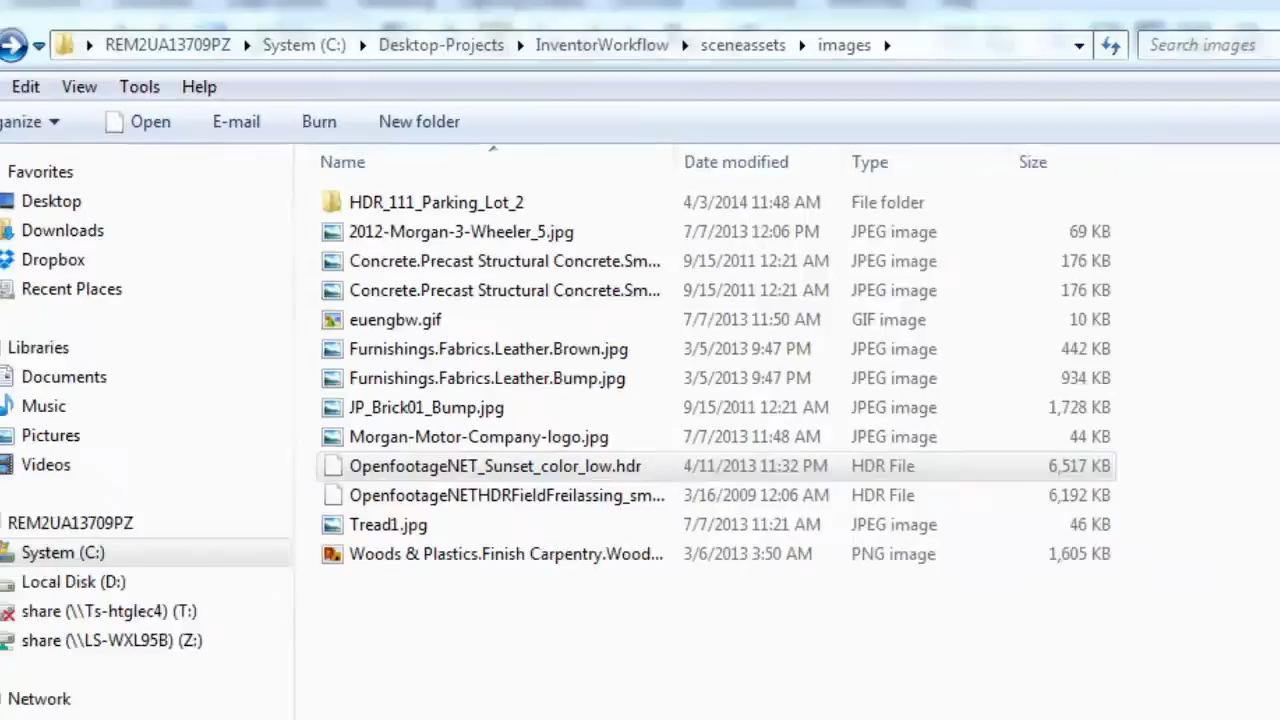 REM2UA13709PZ System (C:) Desktop-Projects InventorWorkflow sceneassets images Search images
Edit View Tools Help
anize Open E-mail Burn New folder
Name Date modified Type Size
Favorites
Desktop
Downloads
Dropbox
Recent Places
Libraries
Documents
Music
Pictures
Videos
REM2UA13709PZ
System (C:)
Local Disk (D:)
share (\\Ts-htglec4) (T:)
share (\\LS-WXL95B) (Z:)
Network
HDR_111_Parking_Lot_2 4/3/2014 11:48 AM File folder
2012-Morgan-3-Wheeler_5.jpg 7/7/2013 12:06 PM JPEG image 69 KB
Concrete.Precast Structural Concrete.Sm... 9/15/2011 12:21 AM JPEG image 176 KB
Concrete.Precast Structural Concrete.Sm... 9/15/2011 12:21 AM JPEG image 176 KB
euengbw.gif 7/7/2013 11:50 AM GIF image 10 KB
Furnishings.Fabrics.Leather.Brown.jpg 3/5/2013 9:47 PM JPEG image 442 KB
Furnishings.Fabrics.Leather.Bump.jpg 3/5/2013 9:47 PM JPEG image 934 KB
JP_Brick01_Bump.jpg 9/15/2011 12:21 AM JPEG image 1,728 KB
Morgan-Motor-Company-logo.jpg 7/7/2013 11:48 AM JPEG image 44 KB
OpenfootageNET_Sunset_color_low.hdr 4/11/2013 11:32 PM HDR File 6,517 KB
OpenfootageNETHDRFieldFreilassing_sm... 3/16/2009 12:06 AM HDR File 6,192 KB
Tread1.jpg 7/7/2013 11:21 AM JPEG image 46 KB
Woods & Plastics.Finish Carpentry.Wood... 3/6/2013 3:50 AM PNG image 1,605 KB